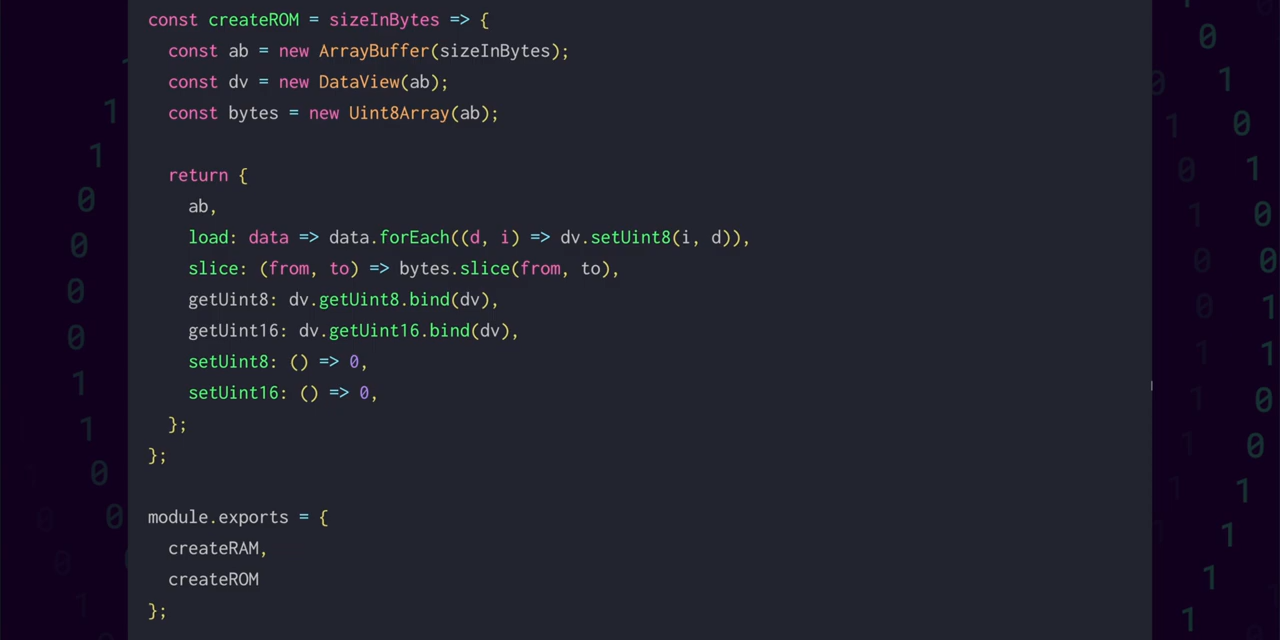 const createROM = sizeInBytes => {
const ab = new ArrayBuffer(sizeInBytes);
const dv = new DataView(ab);
const bytes = new Uint8Array(ab);
return {
ab,
load: data => data.forEach((d, i) => dv.setUint8(i, d)),
slice: (from, to) => bytes.slice(from, to),
getUint8: dv.getUint8.bind(dv),
getUint16: dv.getUint16.bind(dv),
setUint8: () => 0,
setUint16: () => 0,
};
};
module.exports = {
createRAM,
createROM
};